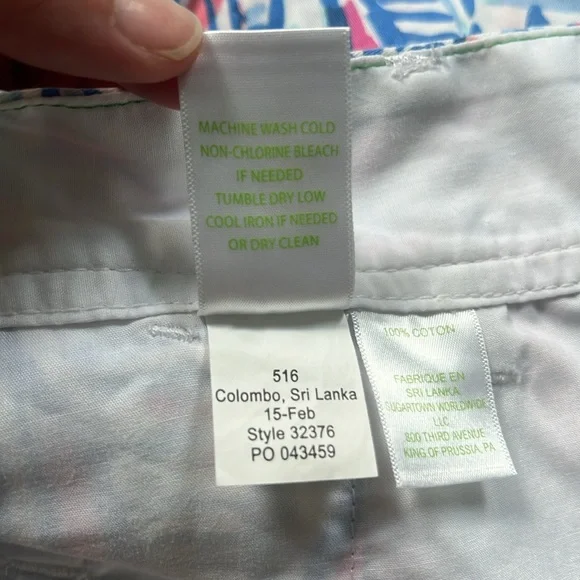 MACHINE WASH COLD
NON-CHLORINE BLEACH
IF NEEDED
TUMBLE DRY LOW
COOL IRON IF NEEDED
OR DRY CLEAN
516
Colombo, Sri Lanka
15-Feb
Style 32376
PO 043459
100% COTON
FABRIQUE EN
SRI LANKA
SUGARTOWN WORLDWIDE
LLC
800 THIRD AVENUE
KING OF PRUSSIA, PA